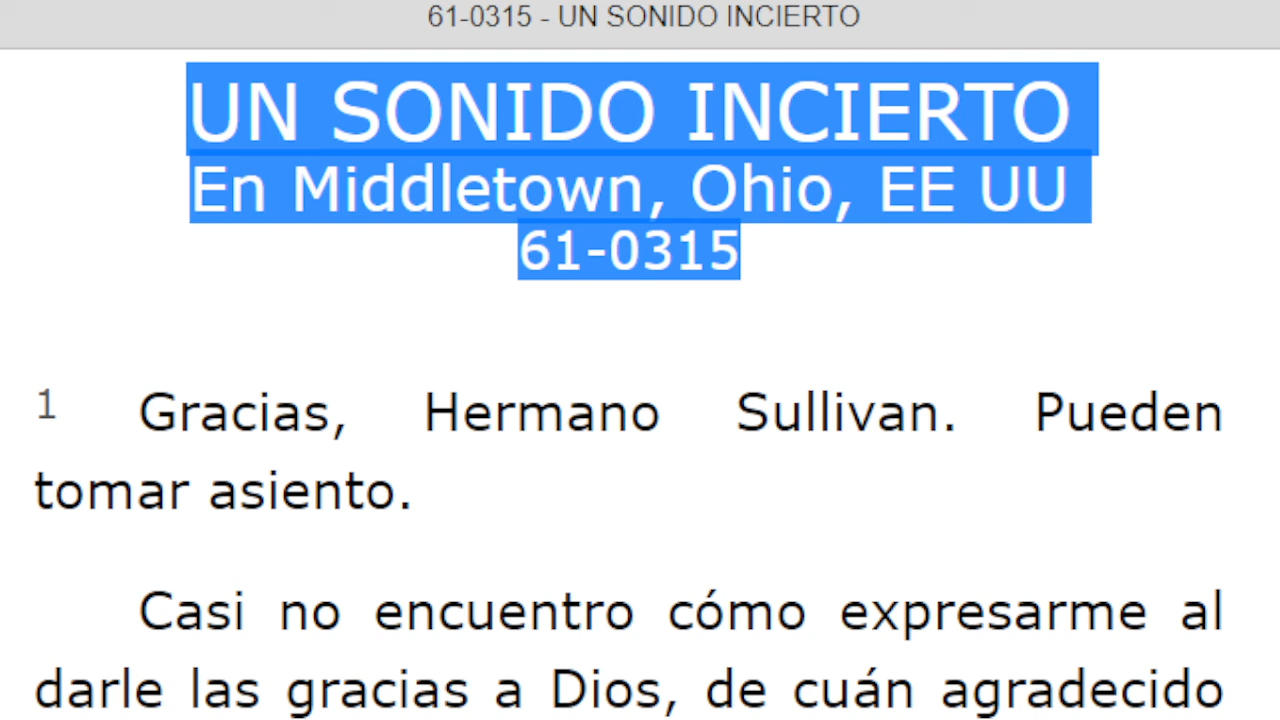 61-0315 - UN SONIDO INCIERTO
UN SONIDO INCIERTO
En Middletown, Ohio, EE UU
61-0315
1 Gracias, Hermano Sullivan. Pueden
tomar asiento.
Casi no encuentro cómo expresarme al
darle las gracias a Dios, de cuán agradecido